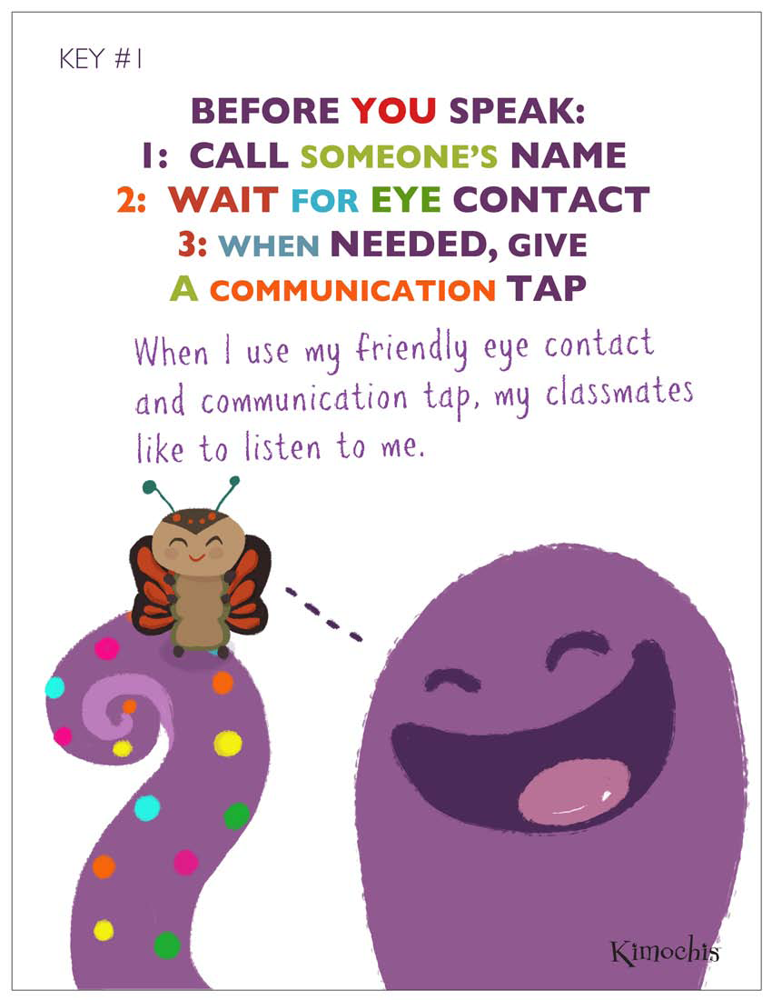 KEY #1
BEFORE YOU SPEAK:
1: CALL SOMEONE'S NAME
2: WAIT FOR EYE CONTACT
3: WHEN NEEDED, GIVE
A COMMUNICATION TAP
When I use my friendly eye contact
and communication tap, my classmates
like to listen to me.
Kimochis